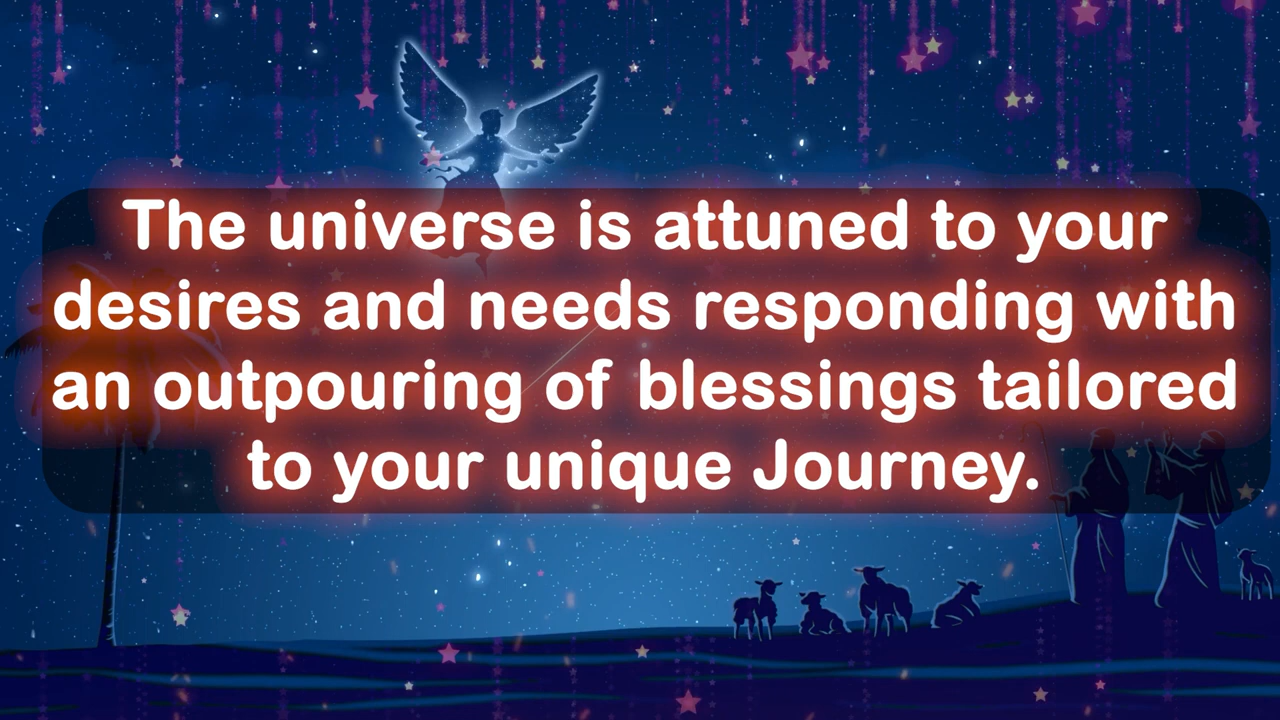 The universe is attuned to your
desires and needs responding with
an outpouring of blessings tailored
to your unique Journey.